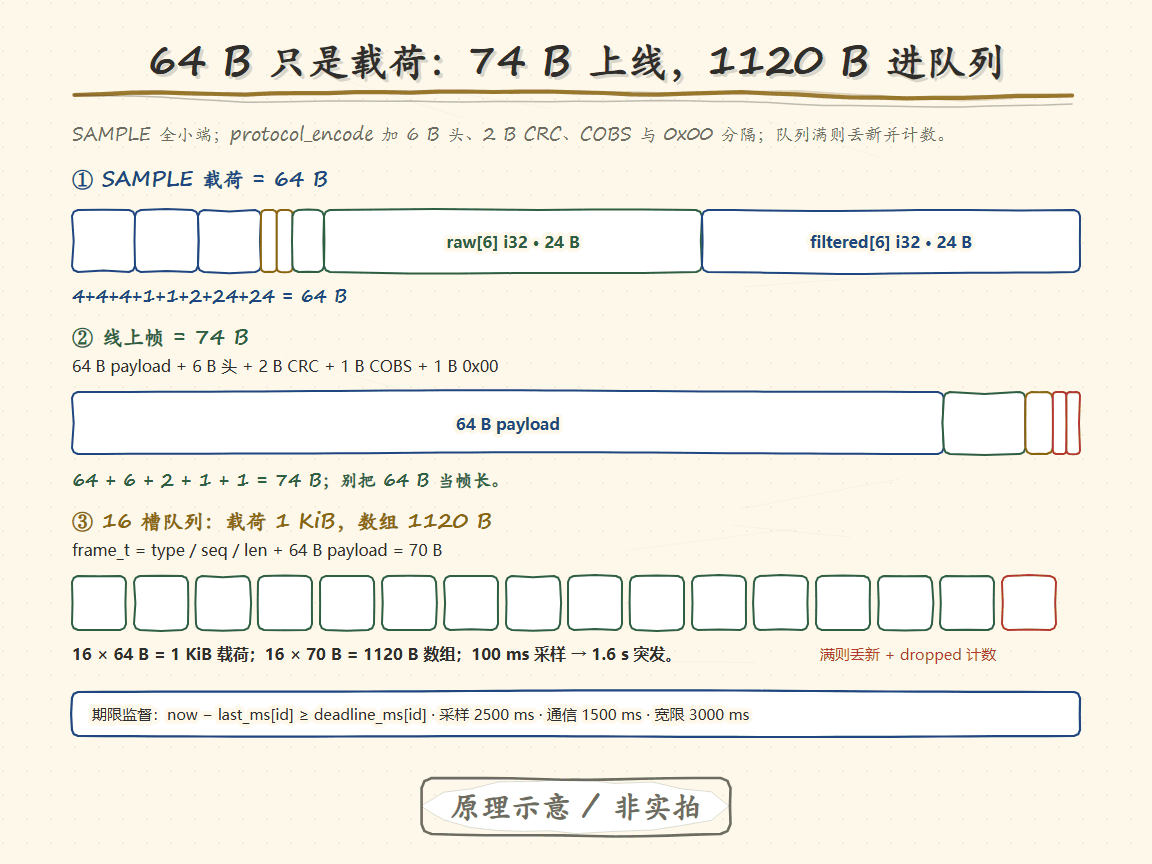 64 B 只是载荷：74 B 上线，1120 B 进队列
SAMPLE 全小端；protocol_encode 加 6 B 头、2 B CRC、COBS 与 0x00 分隔；队列满则丢新并计数。
① SAMPLE 载荷 = 64 B
raw[6] i32 • 24 B
filtered[6] i32 • 24 B
4+4+4+1+1+2+24+24 = 64 B
② 线上帧 = 74 B
64 B payload + 6 B 头 + 2 B CRC + 1 B COBS + 1 B 0x00
64 B payload
64 + 6 + 2 + 1 + 1 = 74 B；别把 64 B 当帧长。
③ 16 槽队列：载荷 1 KiB，数组 1120 B
frame_t = type / seq / len + 64 B payload = 70 B
16 × 64 B = 1 KiB 载荷；16 × 70 B = 1120 B 数组；100 ms 采样 → 1.6 s 突发。
满则丢新 + dropped 计数
期限监督：now − last_ms[id] ≥ deadline_ms[id] · 采样 2500 ms · 通信 1500 ms · 宽限 3000 ms
原理示意 / 非实拍